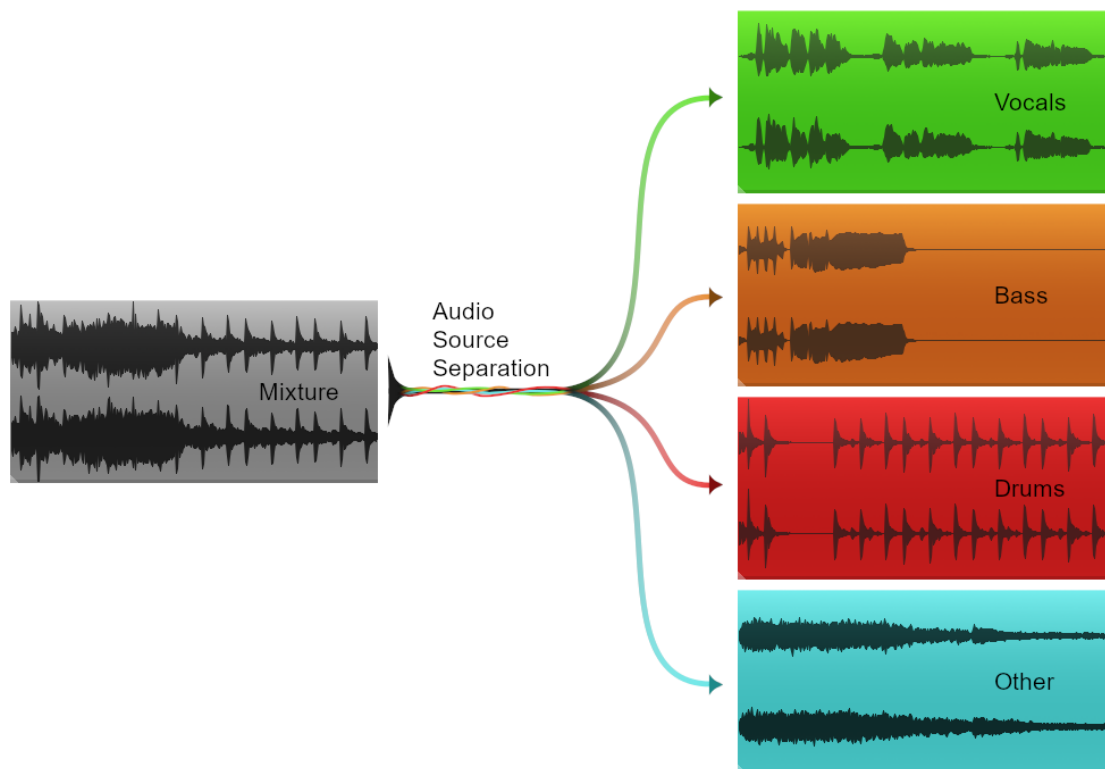 Mixture
Audio
Source
Separation
Vocals
Bass
Drums
Other